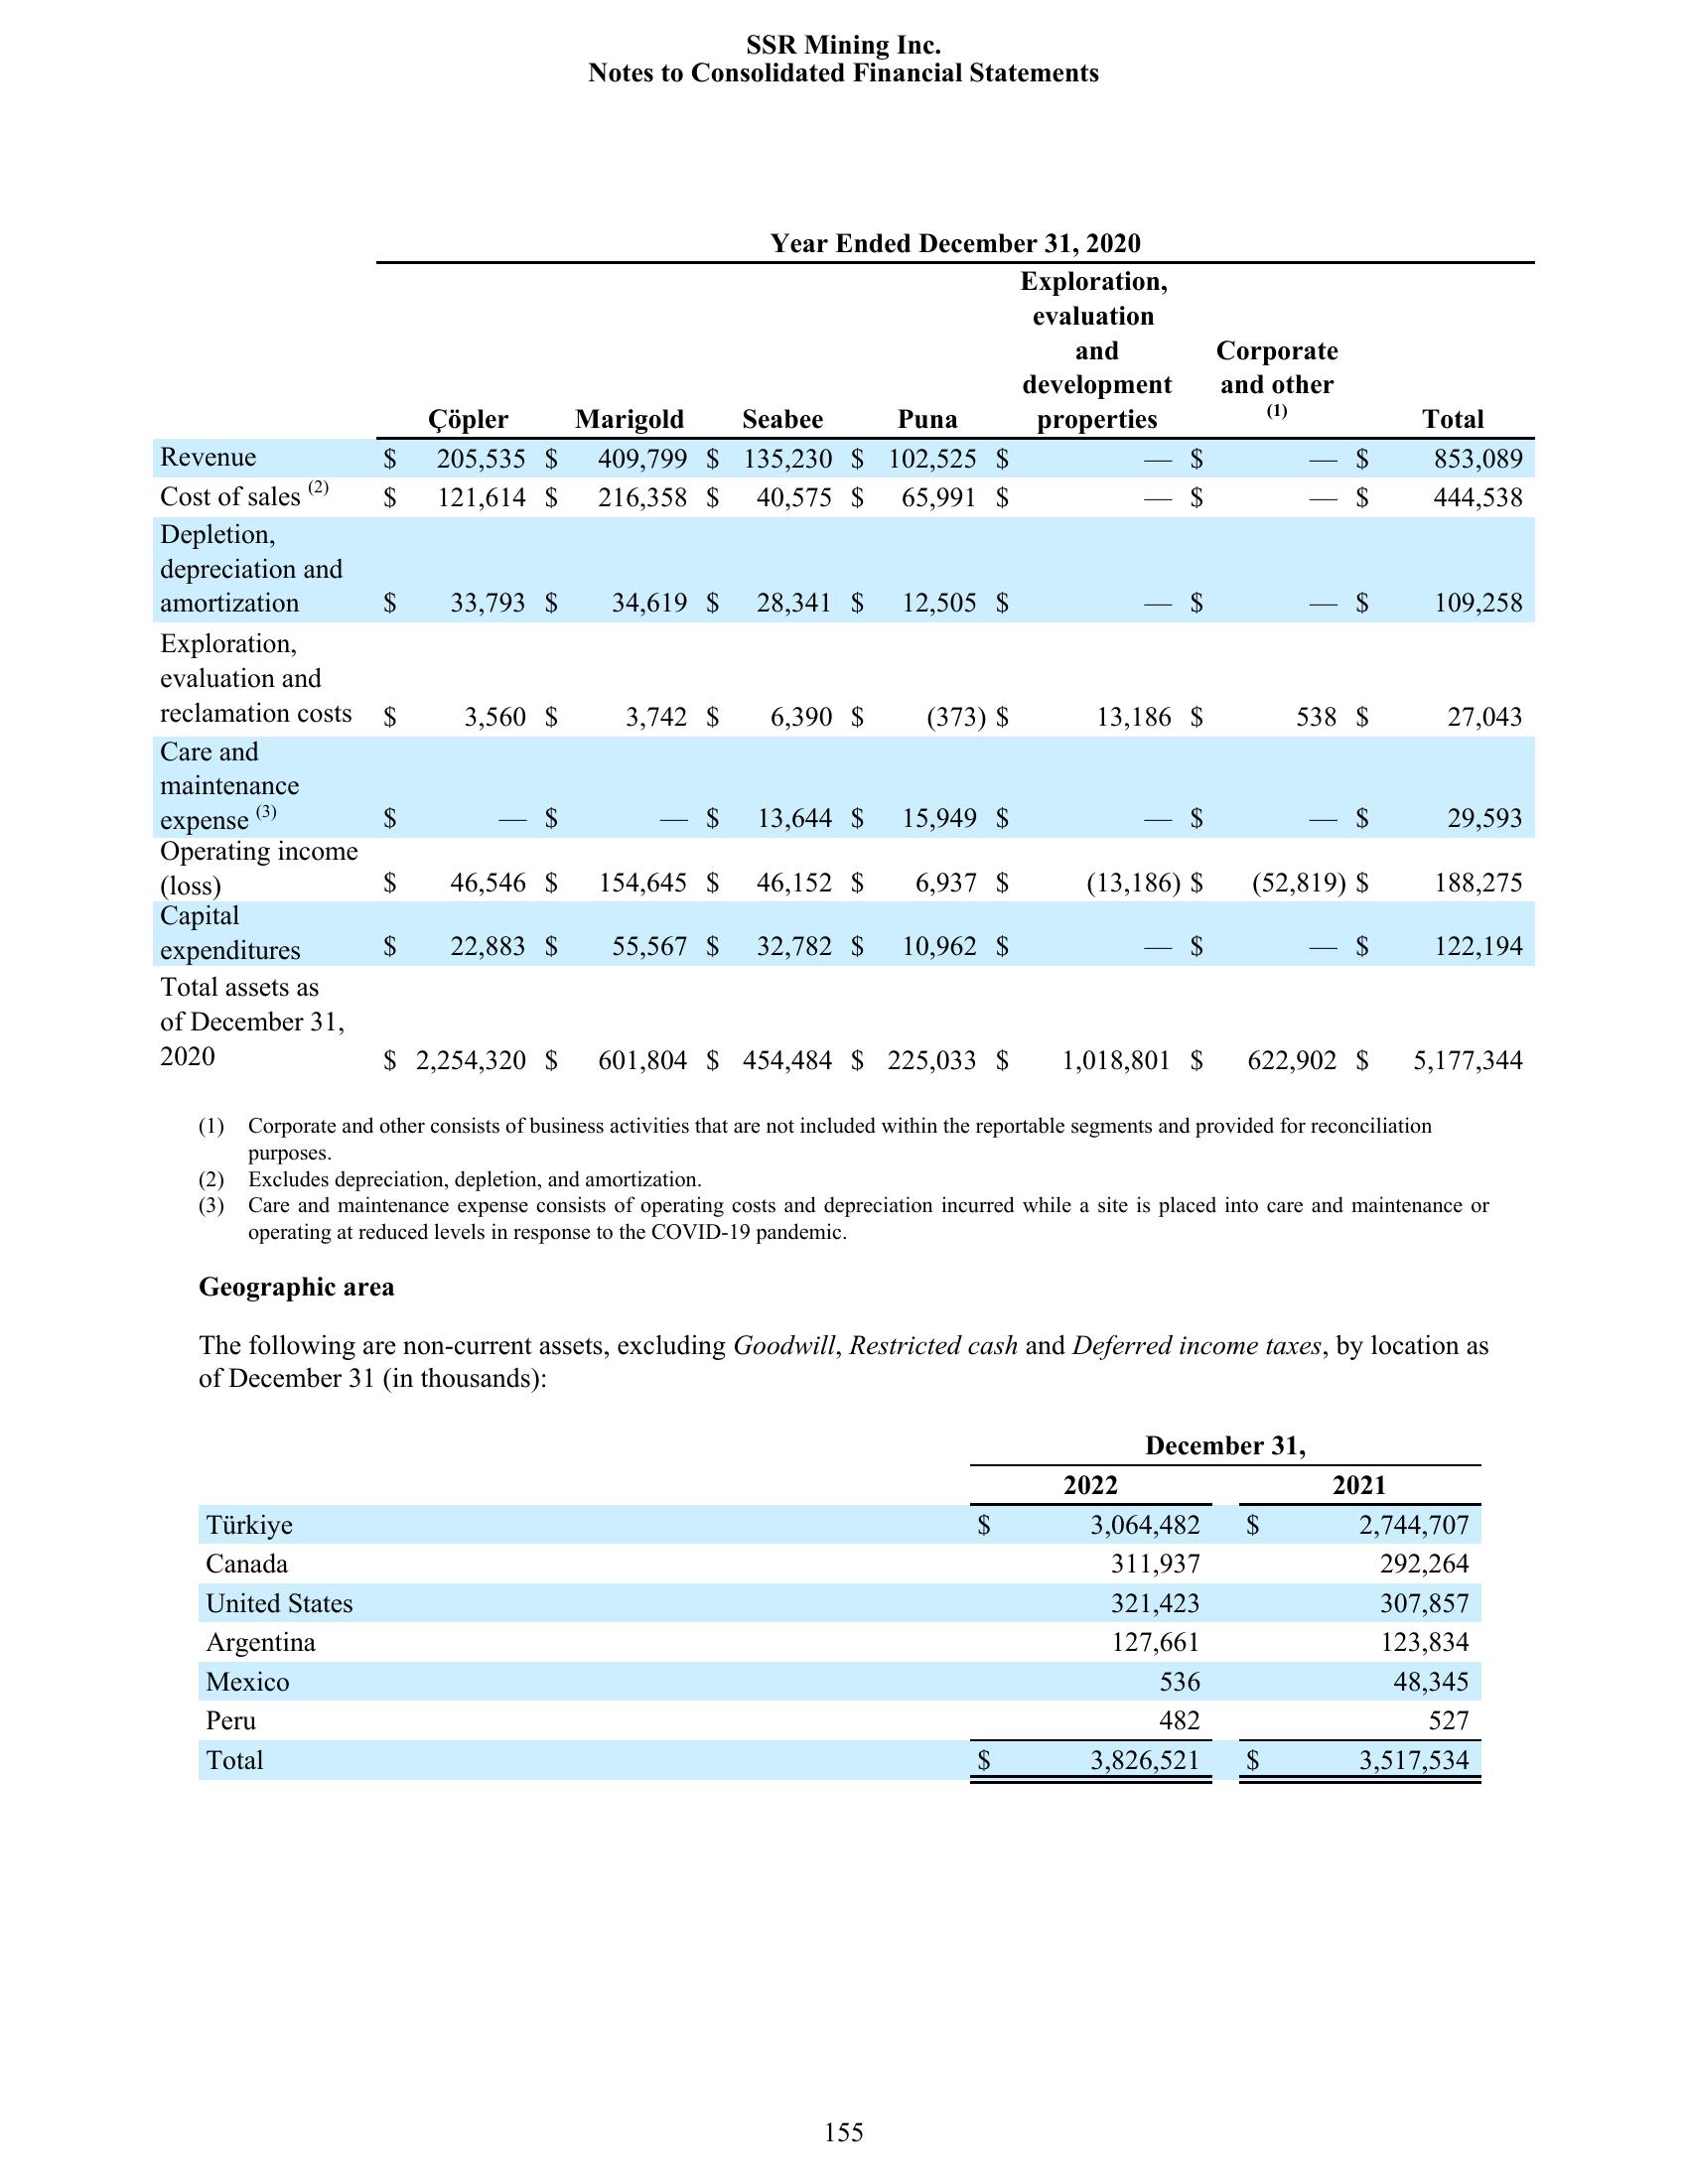 SSR Mining Inc.
Notes to Consolidated Financial Statements
Year Ended December 31, 2020
Exploration,
evaluation
and Corporate
development and other
Çöpler Marigold Seabee Puna properties (1) Total
Revenue $ 205,535 $ 409,799 $ 135,230 $ 102,525 $ — $ — $ 853,089
Cost of sales (2) $ 121,614 $ 216,358 $ 40,575 $ 65,991 $ — $ — $ 444,538
Depletion,
depreciation and
amortization $ 33,793 $ 34,619 $ 28,341 $ 12,505 $ — $ — $ 109,258
Exploration,
evaluation and
reclamation costs $ 3,560 $ 3,742 $ 6,390 $ (373) $ 13,186 $ 538 $ 27,043
Care and
maintenance
expense (3) $ — $ — $ 13,644 $ 15,949 $ — $ — $ 29,593
Operating income
(loss) $ 46,546 $ 154,645 $ 46,152 $ 6,937 $ (13,186) $ (52,819) $ 188,275
Capital
expenditures $ 22,883 $ 55,567 $ 32,782 $ 10,962 $ — $ — $ 122,194
Total assets as
of December 31,
2020 $ 2,254,320 $ 601,804 $ 454,484 $ 225,033 $ 1,018,801 $ 622,902 $ 5,177,344
(1) Corporate and other consists of business activities that are not included within the reportable segments and provided for reconciliation
purposes.
(2) Excludes depreciation, depletion, and amortization.
(3) Care and maintenance expense consists of operating costs and depreciation incurred while a site is placed into care and maintenance or
operating at reduced levels in response to the COVID-19 pandemic.
Geographic area
The following are non-current assets, excluding Goodwill, Restricted cash and Deferred income taxes, by location as
of December 31 (in thousands):
December 31,
2022 2021
Türkiye $ 3,064,482 $ 2,744,707
Canada 311,937 292,264
United States 321,423 307,857
Argentina 127,661 123,834
Mexico 536 48,345
Peru 482 527
Total $ 3,826,521 $ 3,517,534
155